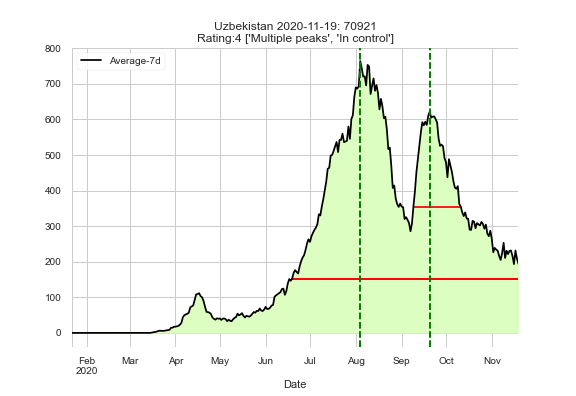 Uzbekistan 2020-11-19: 70921
Rating:4 ['Multiple peaks', 'In control']
Average-7d
800
700
600
500
400
300
200
100
0
Feb Mar Apr May Jun Jul Aug Sep Oct Nov
2020
Date